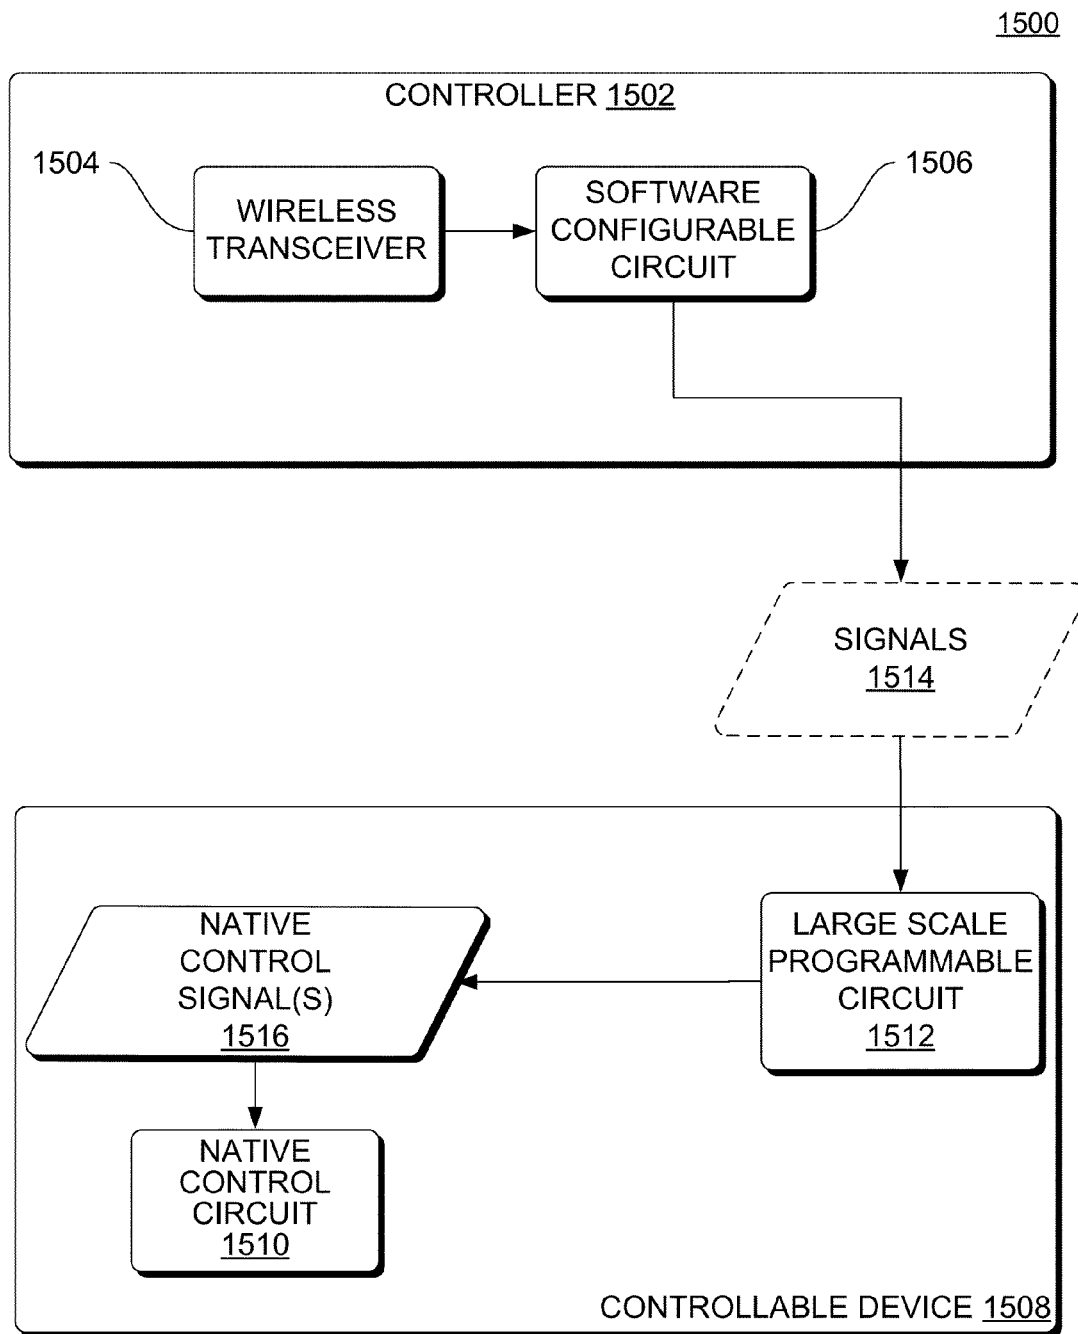 1500
CONTROLLER 1502
1504
WIRELESS
TRANSCEIVER
SOFTWARE
CONFIGURABLE
CIRCUIT
1506
SIGNALS
1514
NATIVE
CONTROL
SIGNAL(S)
1516
LARGE SCALE
PROGRAMMABLE
CIRCUIT
1512
NATIVE
CONTROL
CIRCUIT
1510
CONTROLLABLE DEVICE 1508